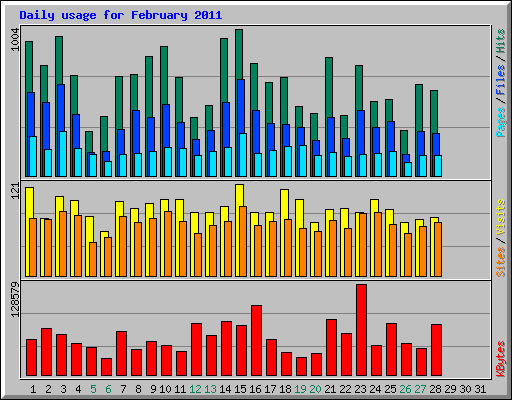 Daily usage for February 2011
1004
Pages / Files / Hits
121
Sites / Visits
128579
KBytes
1 2 3 4 5 6 7 8 9 10 11 12 13 14 15 16 17 18 19 20 21 22 23 24 25 26 27 28 29 30 31